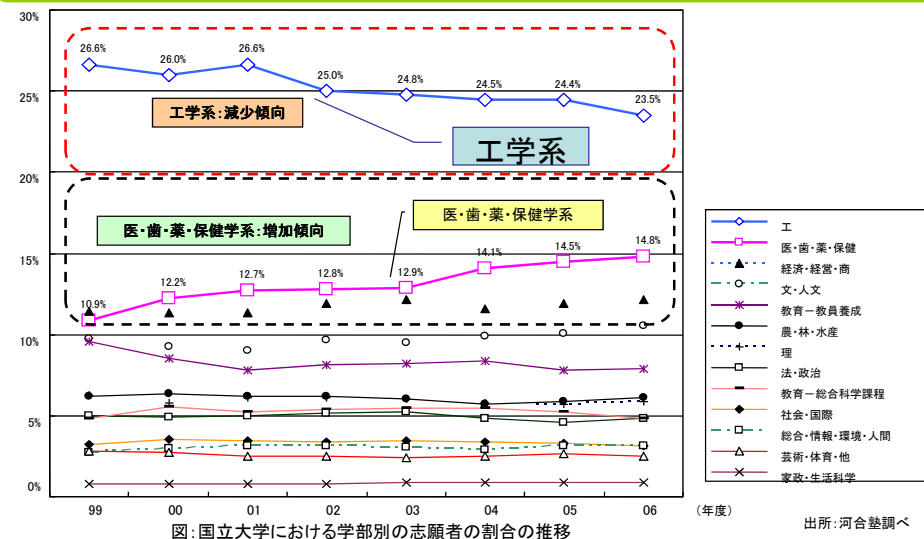 30%
25%
20%
15%
10%
5%
0%
26.6%
26.0%
26.6%
25.0%
24.8%
24.5%
24.4%
23.5%
工学系:減少傾向
工学系
医・歯・薬・保健学系:増加傾向
医・歯・薬・保健学系
10.9%
12.2%
12.7%
12.8%
12.9%
14.1%
14.5%
14.8%
99
00
01
02
03
04
05
06
(年度)
工
医・歯・薬・保健
経済・経営・商
文・人文
教育ー教員養成
農・林・水産
理
法・政治
教育ー総合科学課程
社会・国際
総合・情報・環境・人間
芸術・体育・他
家政・生活科学
図:国立大学における学部別の志願者の割合の推移
出所:河合塾調べ